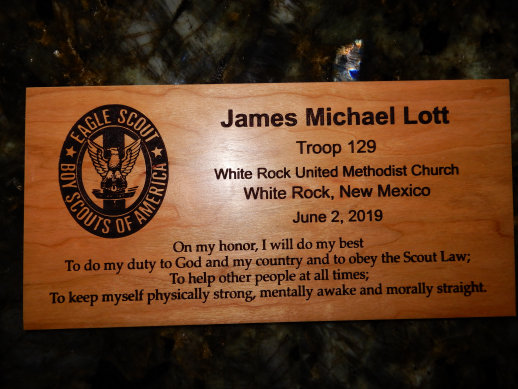 James Michael Lott
Troop 129
White Rock United Methodist Church
White Rock, New Mexico
June 2, 2019
EAGLE SCOUT
BOY SCOUTS OF AMERICA
On my honor, I will do my best
To do my duty to God and my country and to obey the Scout Law;
To help other people at all times;
To keep myself physically strong, mentally awake and morally straight.